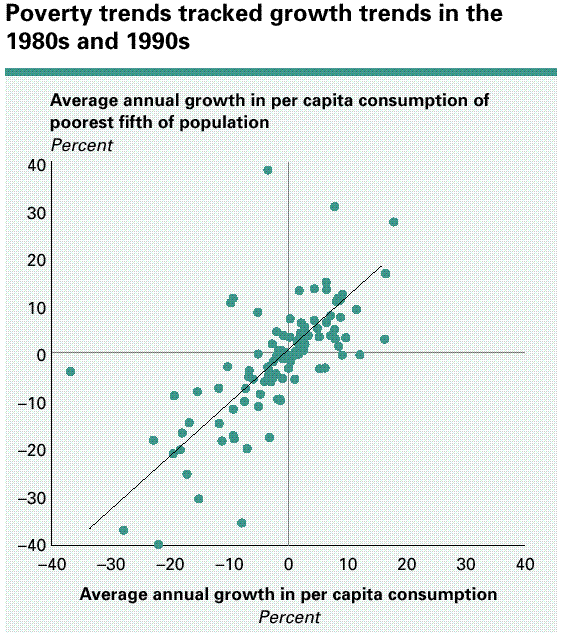 Poverty trends tracked growth trends in the
1980s and 1990s
Average annual growth in per capita consumption of
poorest fifth of population
Percent
40
30
20
10
0
–10
–20
–30
–40
–40 –30 –20 –10 0 10 20 30 40
Average annual growth in per capita consumption
Percent